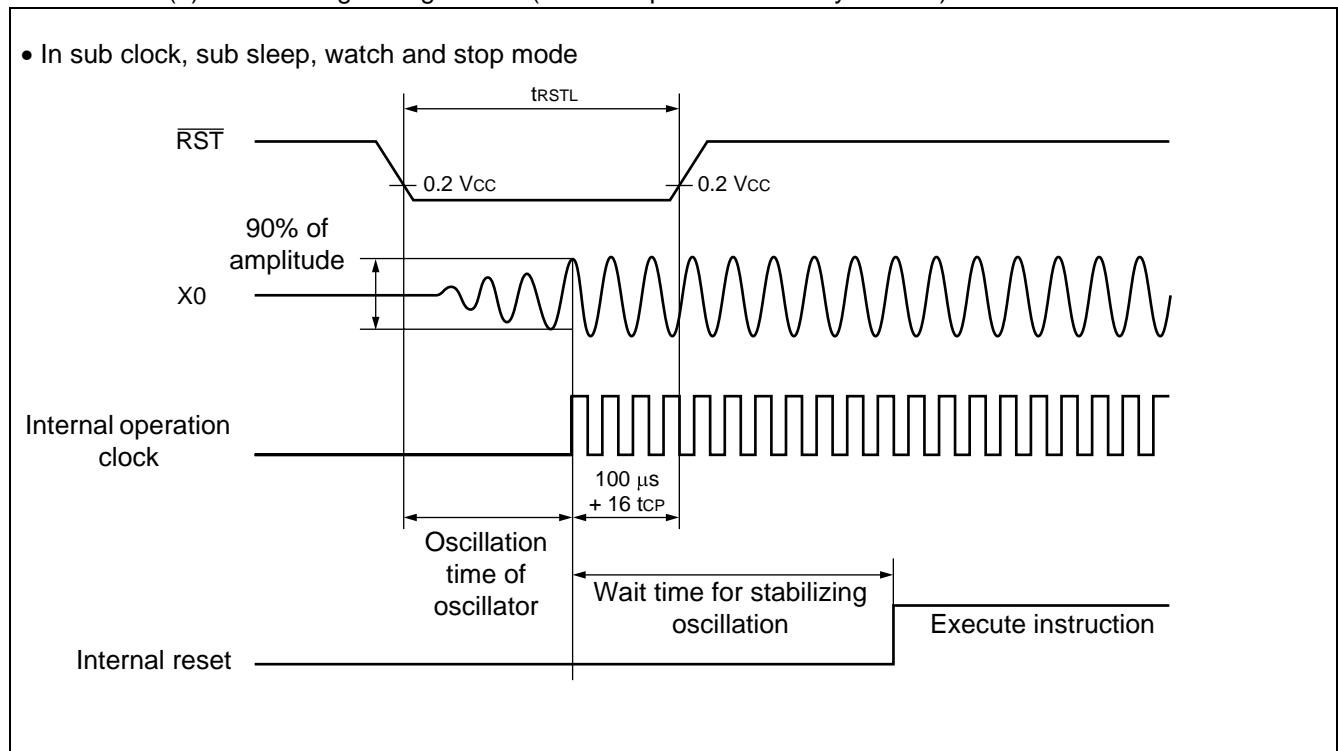 • In sub clock, sub sleep, watch and stop mode
tRSTL
RST
0.2 VCC
0.2 VCC
90% of
amplitude
X0
Internal operation
clock
100 μs
+ 16 tCP
Oscillation
time of
oscillator
Wait time for stabilizing
oscillation
Execute instruction
Internal reset